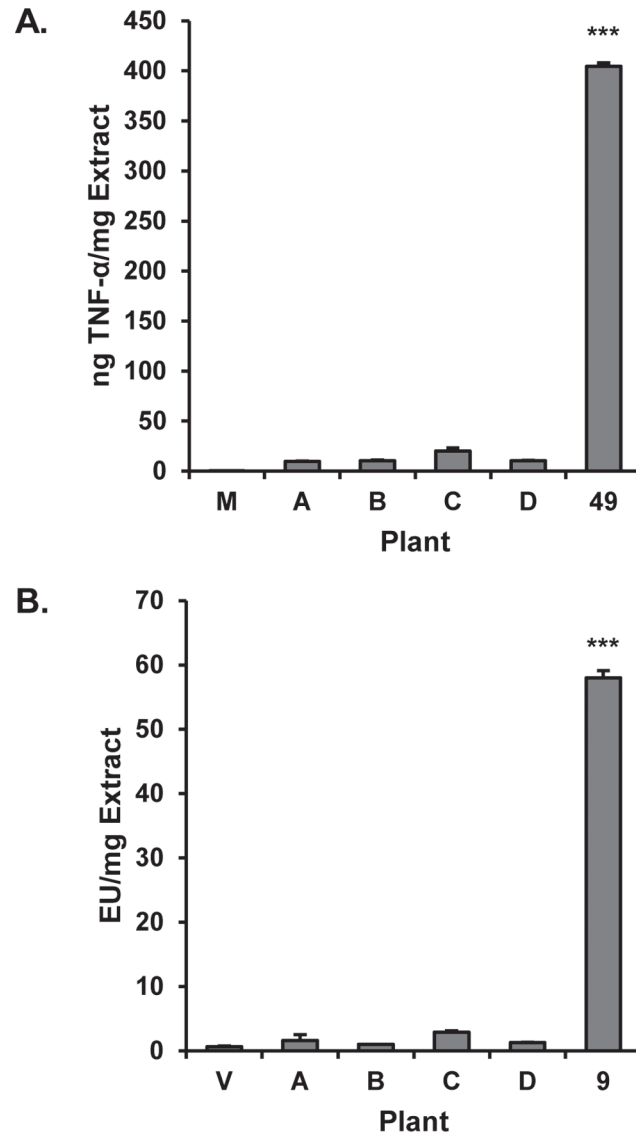 A.
ng TNF-α/mg Extract
450
400
350
300
250
200
150
100
50
0
***
M A B C D 49
Plant
B.
EU/mg Extract
70
60
50
40
30
20
10
0
***
V A B C D 9
Plant